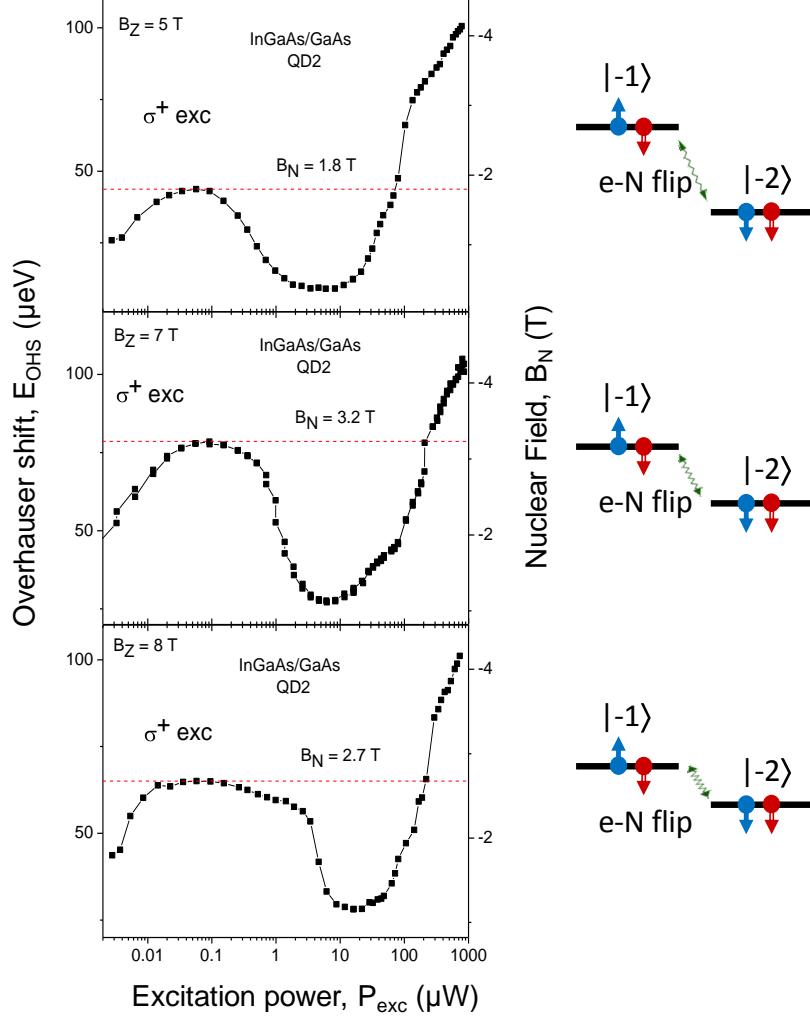 B_Z = 5 T
InGaAs/GaAs
QD2
σ⁺ exc
B_N = 1.8 T
100
50
-4
-2
B_Z = 7 T
InGaAs/GaAs
QD2
σ⁺ exc
B_N = 3.2 T
100
50
-4
-2
B_Z = 8 T
InGaAs/GaAs
QD2
σ⁺ exc
B_N = 2.7 T
100
50
-4
-2
0.01 0.1 1 10 100 1000
Excitation power, P_exc (μW)
Overhauser shift, E_OHS (μeV)
Nuclear Field, B_N (T)
|-1⟩
|-2⟩
e-N flip
|-1⟩
|-2⟩
e-N flip
|-1⟩
|-2⟩
e-N flip